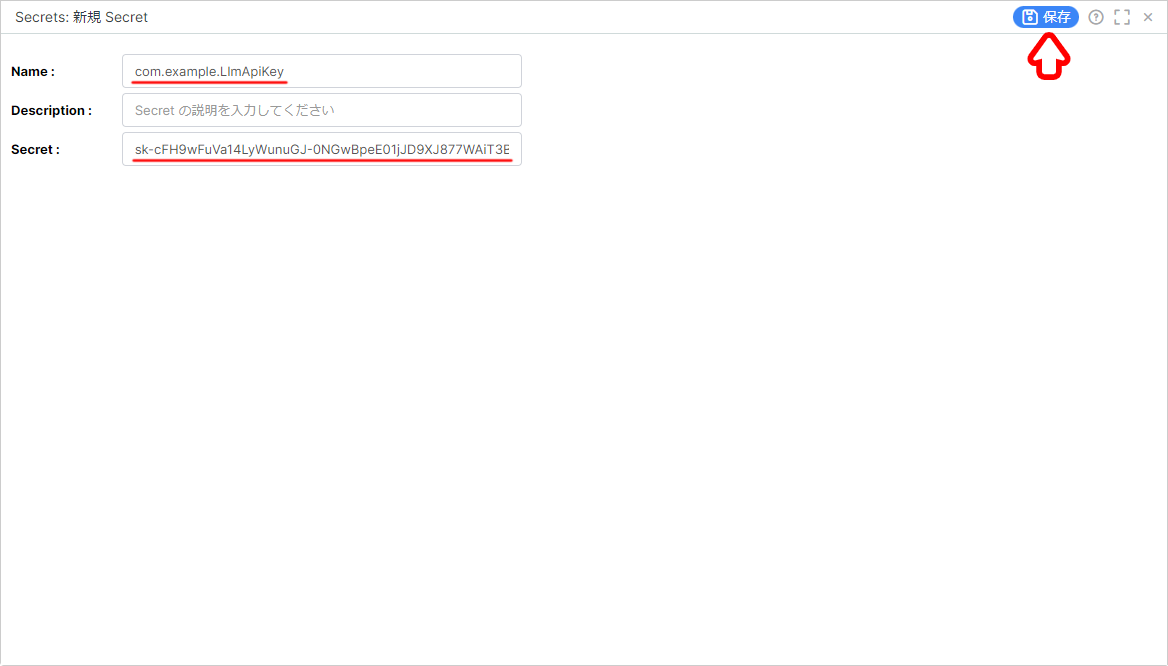 Secrets: 新規 Secret
保存
Name :
com.example.LlmApiKey
Description :
Secret の説明を入力してください
Secret :
sk-cFH9wFuVa14LyWunuGJ-0NGwBpeE01jJD9XJ877WAiT3E